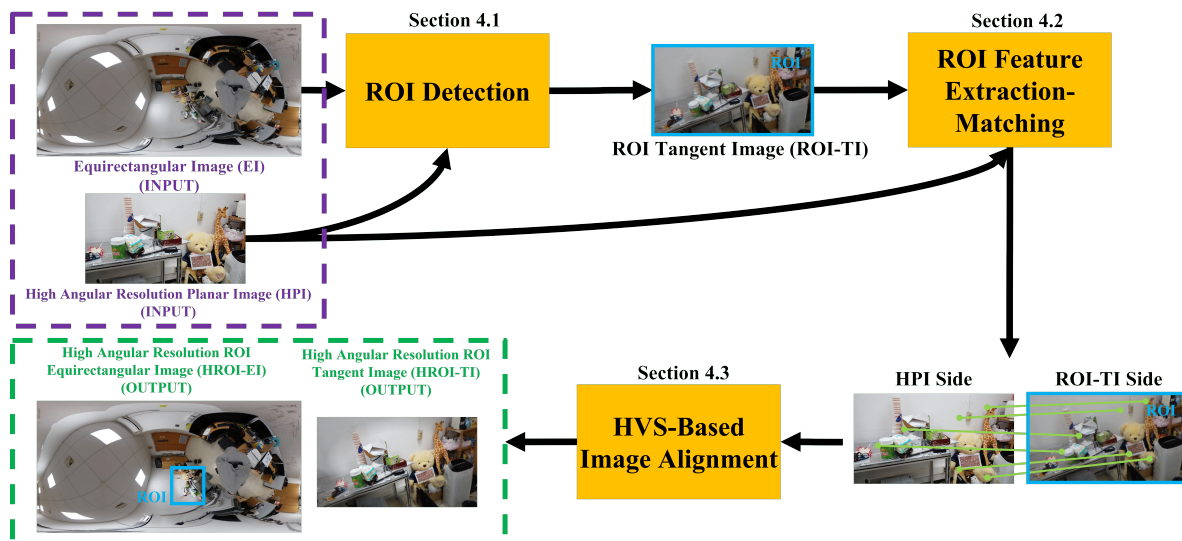 Section 4.1
Section 4.2
ROI Detection
ROI
ROI Feature
Extraction-
Matching
Equirectangular Image (EI)
(INPUT)
ROI Tangent Image (ROI-TI)
High Angular Resolution Planar Image (HPI)
(INPUT)
High Angular Resolution ROI
Equirectangular Image (HROI-EI)
(OUTPUT)
High Angular Resolution ROI
Tangent Image (HROI-TI)
(OUTPUT)
ROI
Section 4.3
HVS-Based
Image Alignment
HPI Side
ROI-TI Side
ROI